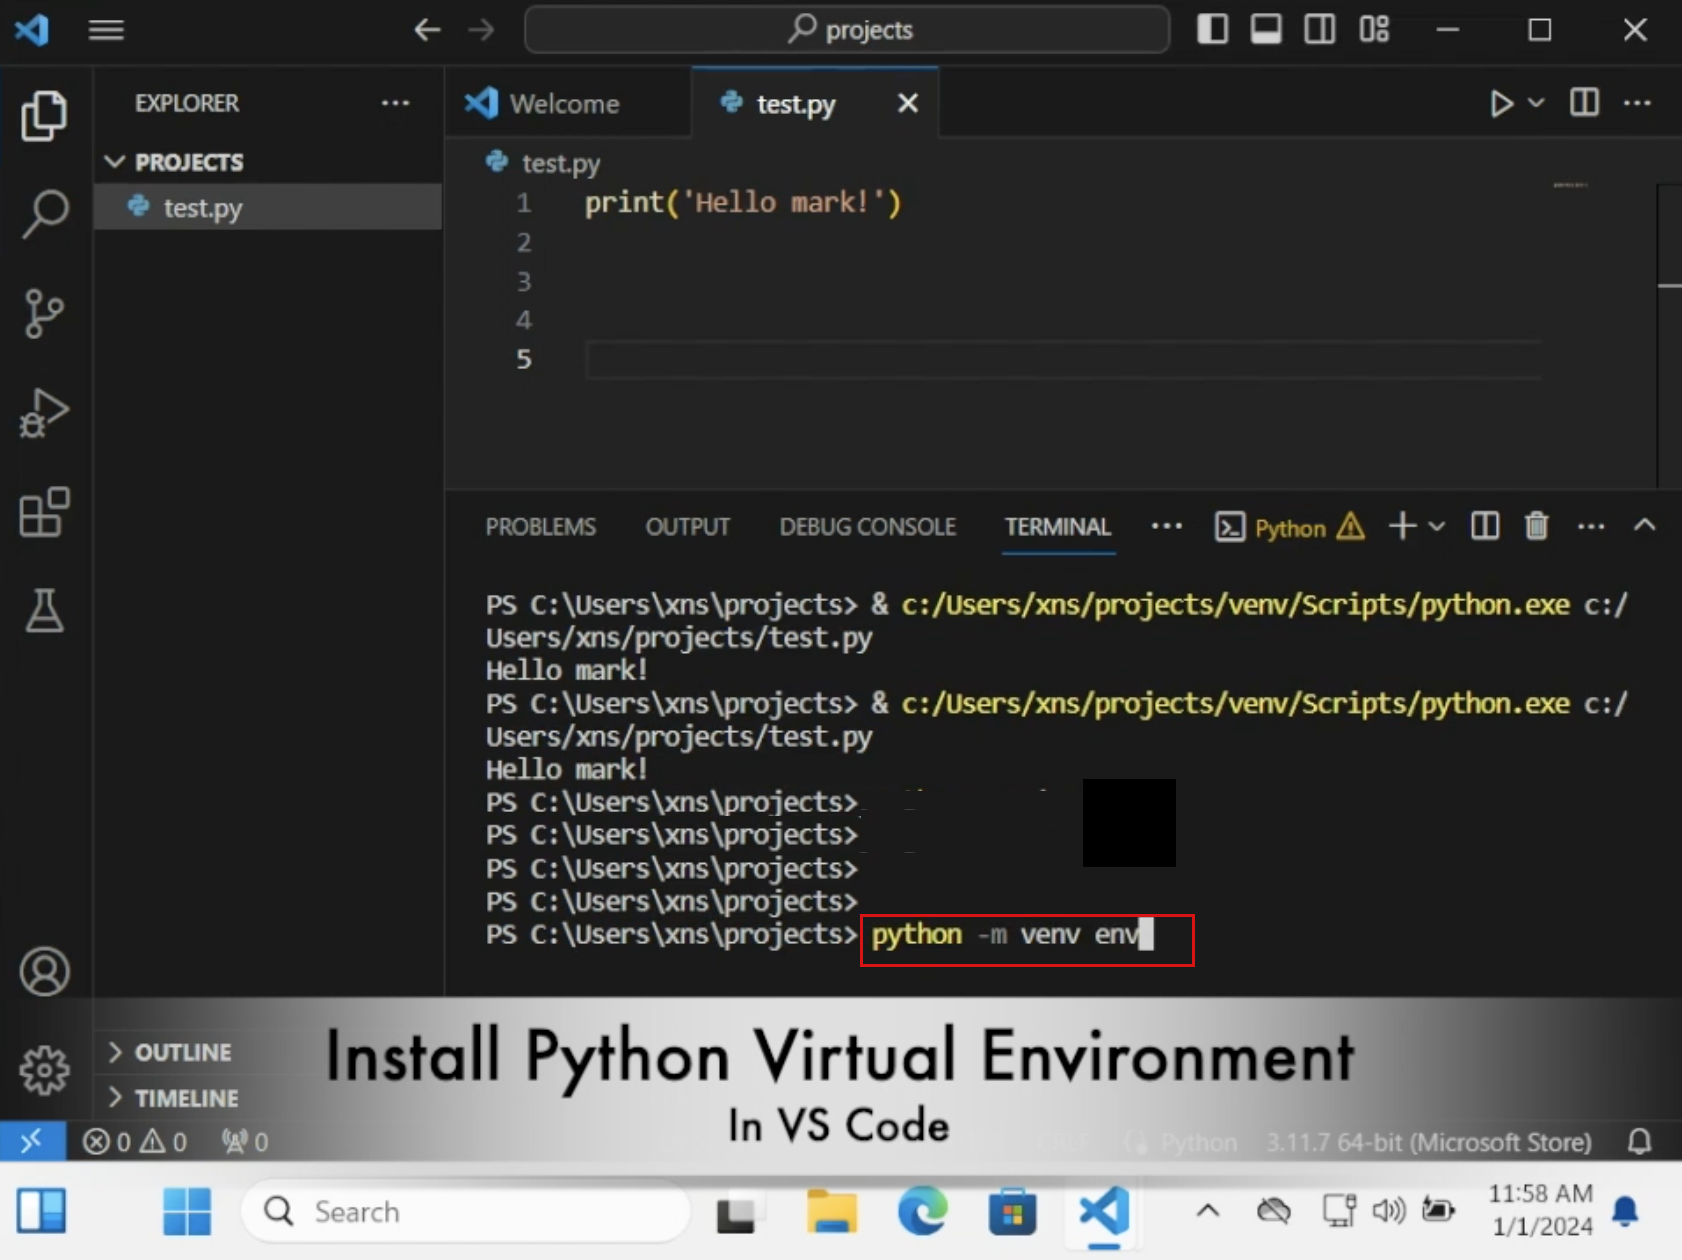 projects
EXPLORER
Welcome
test.py
PROJECTS
test.py
test.py
1 print('Hello mark!')
2
3
4
5
PROBLEMS OUTPUT DEBUG CONSOLE TERMINAL Python
PS C:\Users\xns\projects> & c:/Users/xns/projects/venv/Scripts/python.exe c:/
Users/xns/projects/test.py
Hello mark!
PS C:\Users\xns\projects> & c:/Users/xns/projects/venv/Scripts/python.exe c:/
Users/xns/projects/test.py
Hello mark!
PS C:\Users\xns\projects>
PS C:\Users\xns\projects>
PS C:\Users\xns\projects>
PS C:\Users\xns\projects>
PS C:\Users\xns\projects> python -m venv env
OUTLINE
TIMELINE
Install Python Virtual Environment
In VS Code
0 0 0 CRLF Python 3.11.7 64-bit (Microsoft Store)
Search
11:58 AM
1/1/2024